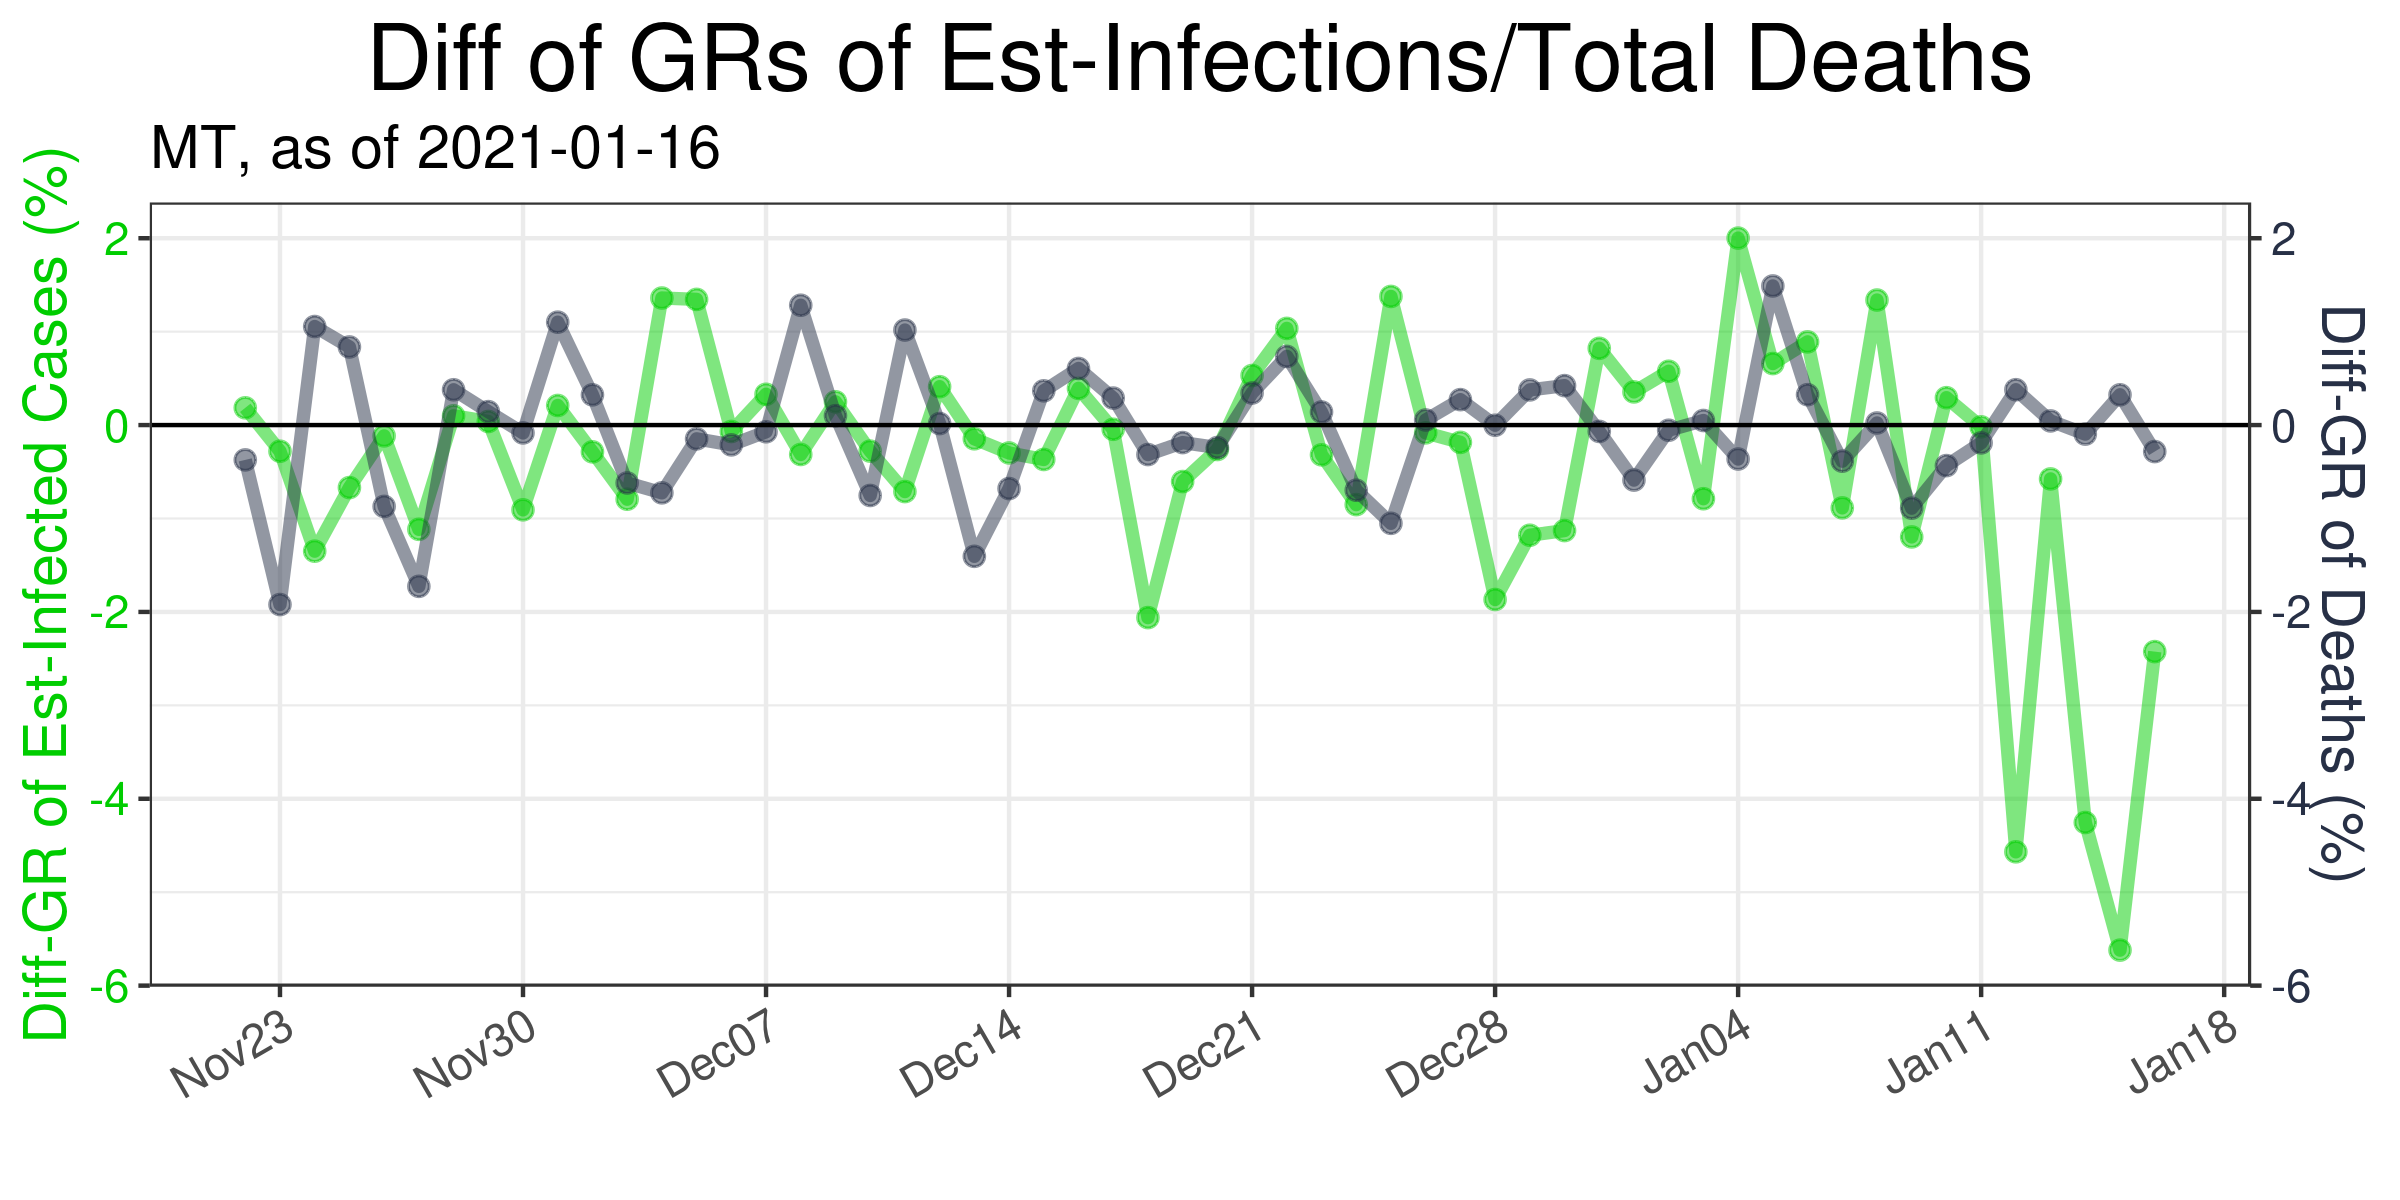 Diff of GRs of Est-Infections/Total Deaths
MT, as of 2021-01-16
Diff-GR of Est-Infected Cases (%)
2
0
-2
-4
-6
2
0
-2
-4
-6
Diff-GR of Deaths (%)
Nov23
Nov30
Dec07
Dec14
Dec21
Dec28
Jan04
Jan11
Jan18